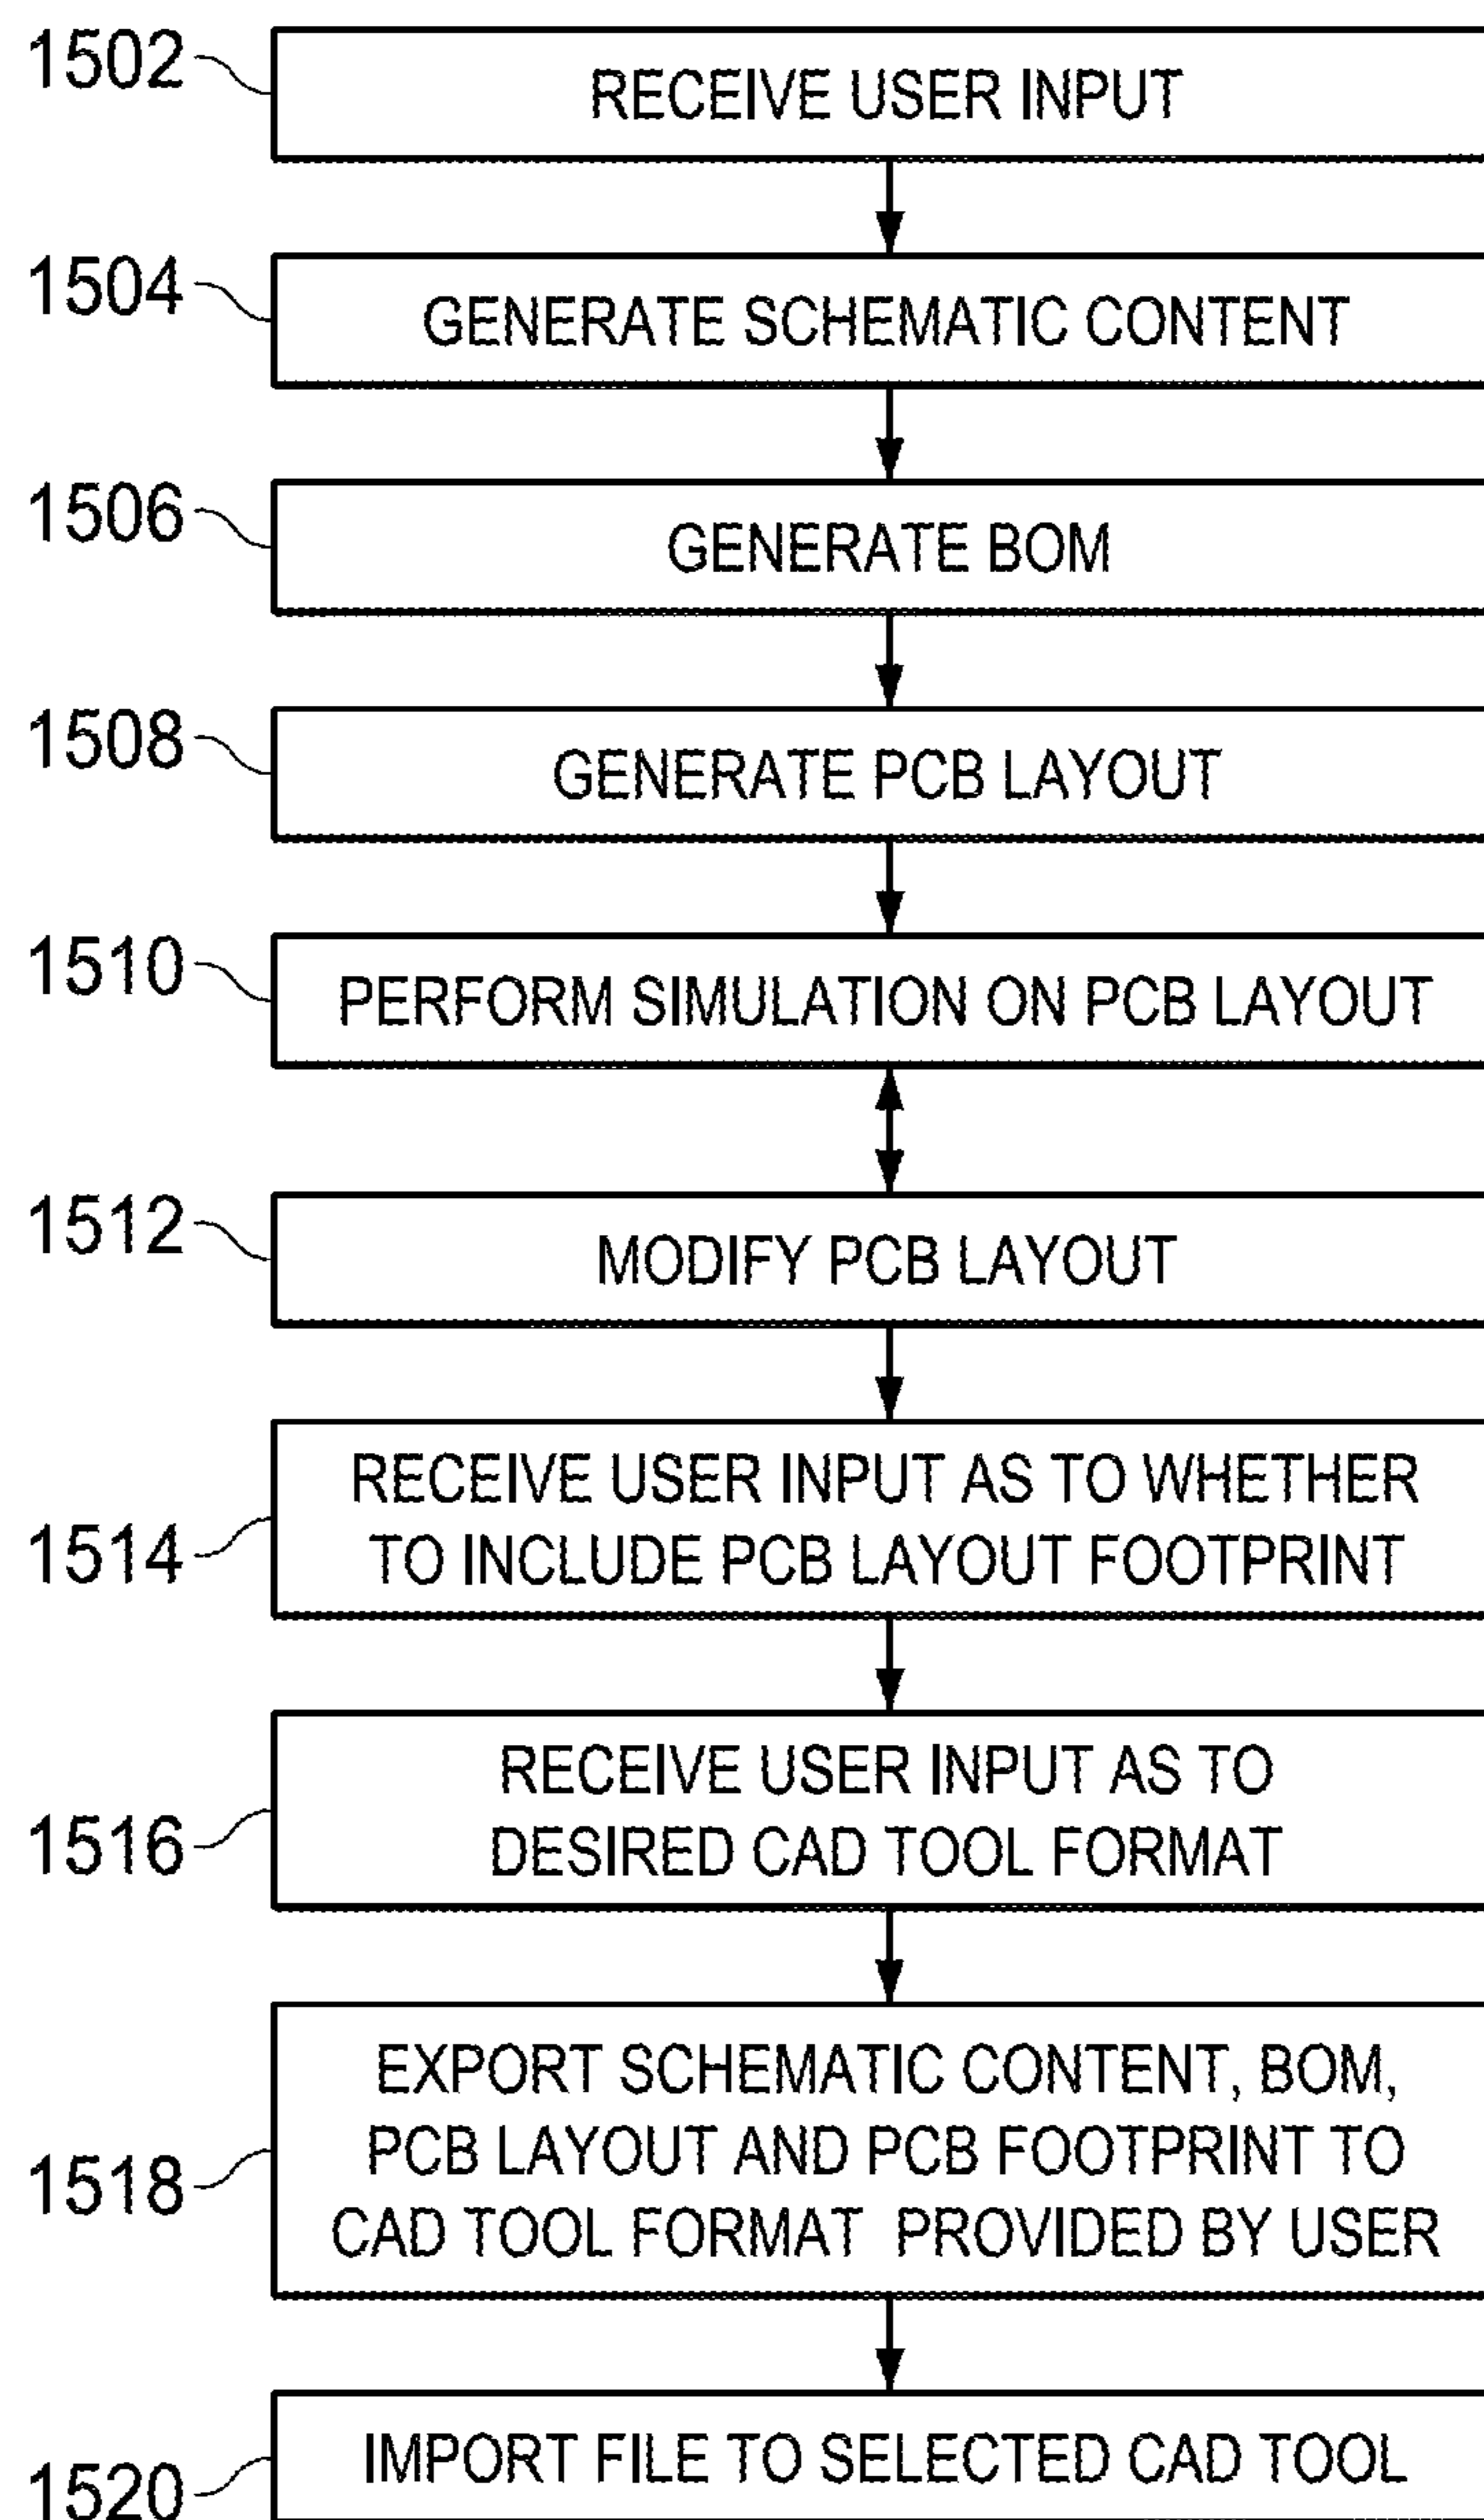 1502
RECEIVE USER INPUT
1504
GENERATE SCHEMATIC CONTENT
1506
GENERATE BOM
1508
GENERATE PCB LAYOUT
1510
PERFORM SIMULATION ON PCB LAYOUT
1512
MODIFY PCB LAYOUT
1514
RECEIVE USER INPUT AS TO WHETHER
TO INCLUDE PCB LAYOUT FOOTPRINT
1516
RECEIVE USER INPUT AS TO
DESIRED CAD TOOL FORMAT
1518
EXPORT SCHEMATIC CONTENT, BOM,
PCB LAYOUT AND PCB FOOTPRINT TO
CAD TOOL FORMAT PROVIDED BY USER
1520
IMPORT FILE TO SELECTED CAD TOOL